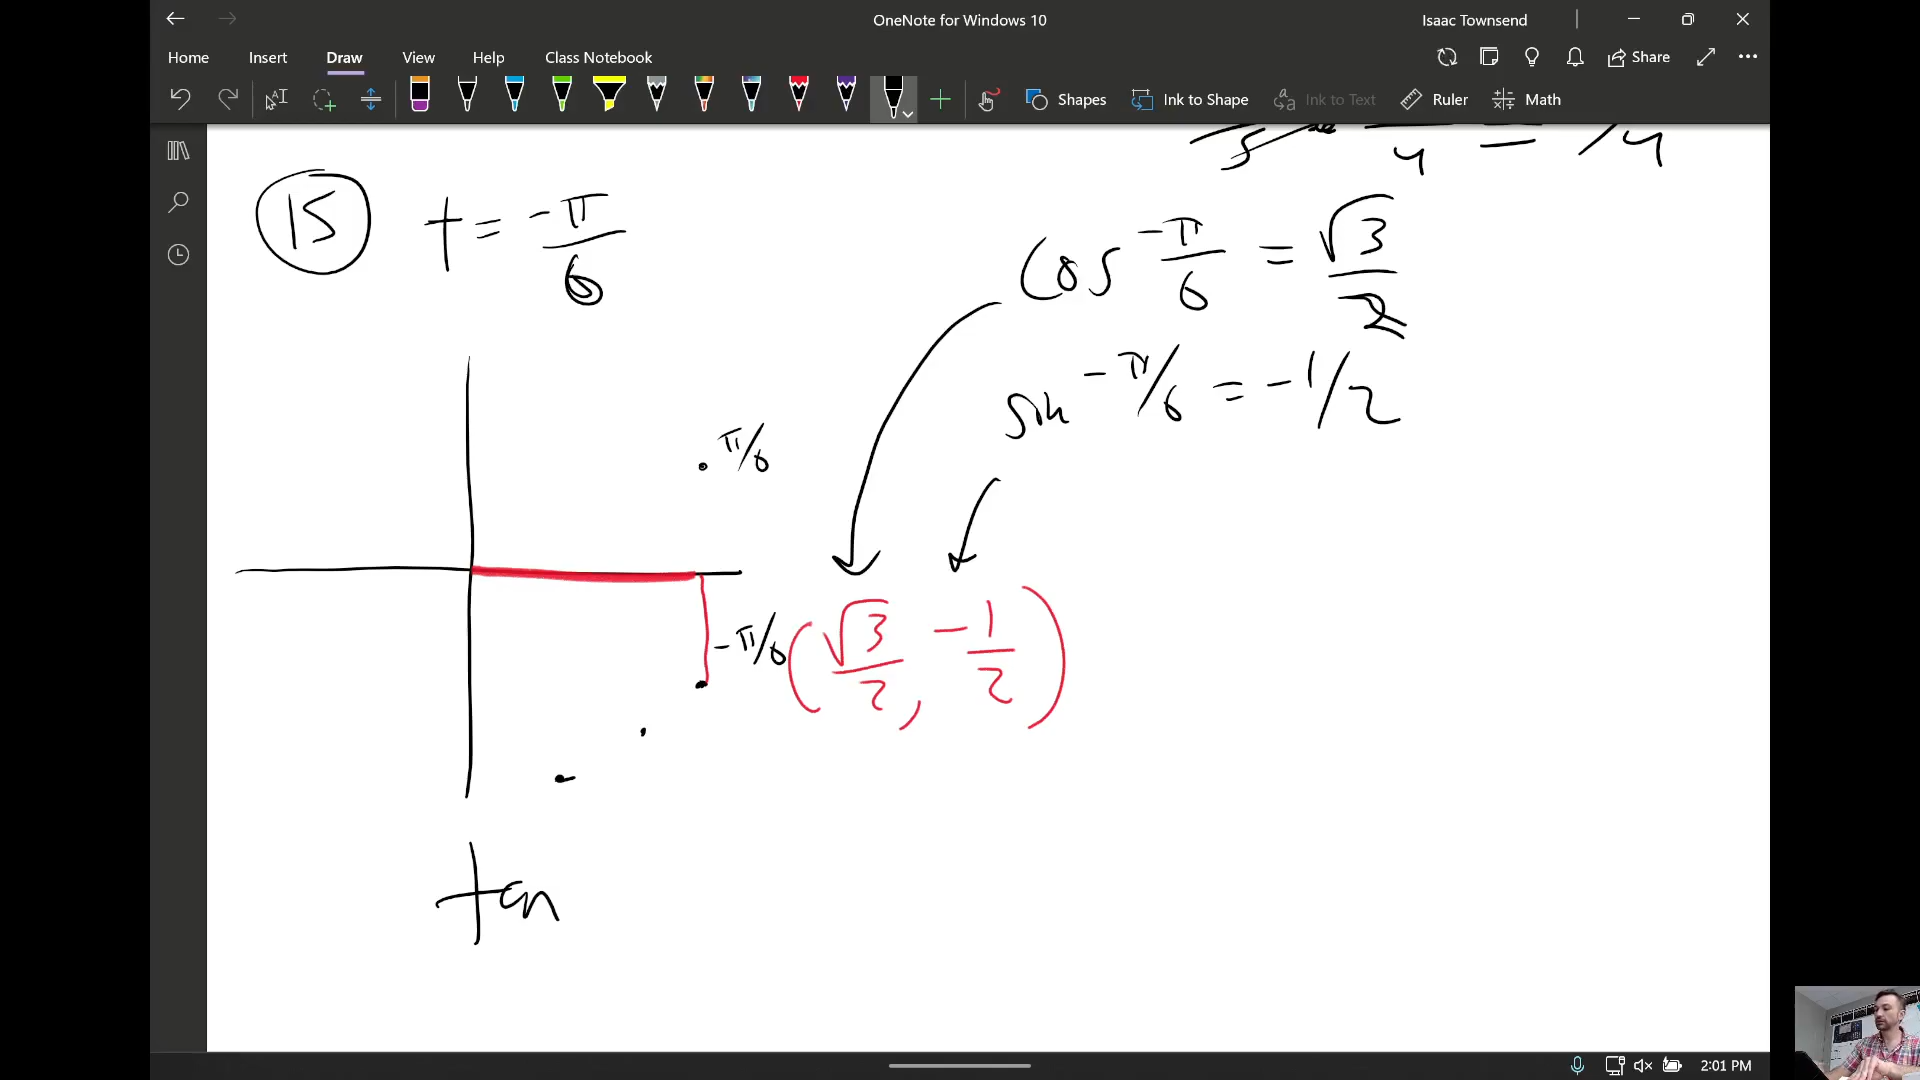 OneNote for Windows 10
Isaac Townsend
Home Insert Draw View Help Class Notebook
Share
Shapes Ink to Shape Ink to Text Ruler Math
4 = /4
15 t = -π/6
cos -π/6 = √3/2
sin -π/6 = -1/2
π/6
-π/6 (√3/2, -1/2)
tan
2:01 PM